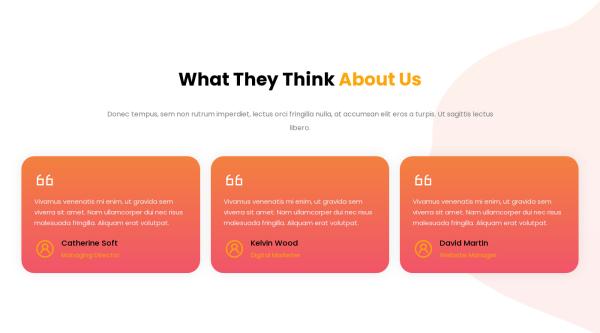 What They Think About Us
Donec tempus, sem non rutrum imperdiet, lectus orci fringilla nulla, at accumsan elit eros a turpis. Ut sagittis lectus
libero.
Vivamus venenatis mi enim, ut gravida sem
viverra sit amet. Nam ullamcorper dui nec risus
malesuada fringilla. Aliquam erat volutpat.
Catherine Soft
Managing Director
Vivamus venenatis mi enim, ut gravida sem
viverra sit amet. Nam ullamcorper dui nec risus
malesuada fringilla. Aliquam erat volutpat.
Kelvin Wood
Digital Marketer
Vivamus venenatis mi enim, ut gravida sem
viverra sit amet. Nam ullamcorper dui nec risus
malesuada fringilla. Aliquam erat volutpat.
David Martin
Website Manager